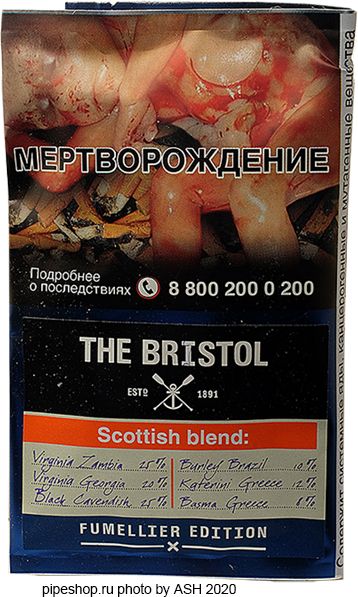 МЕРТВОРОЖДЕНИЕ
Подробнее
о последствиях 8 800 200 0 200
THE BRISTOL
ESTD 1891
Scottish blend:
Virginia Zambia 25%
Virginia Georgia 20%
Black Cavendish 25%
Burley Brazil 10%
Katerini Greece 12%
Basma Greece 8%
FUMELLIER EDITION
Содержит системные яды, канцерогенные и мутагенные вещества
pipeshop.ru photo by ASH 2020